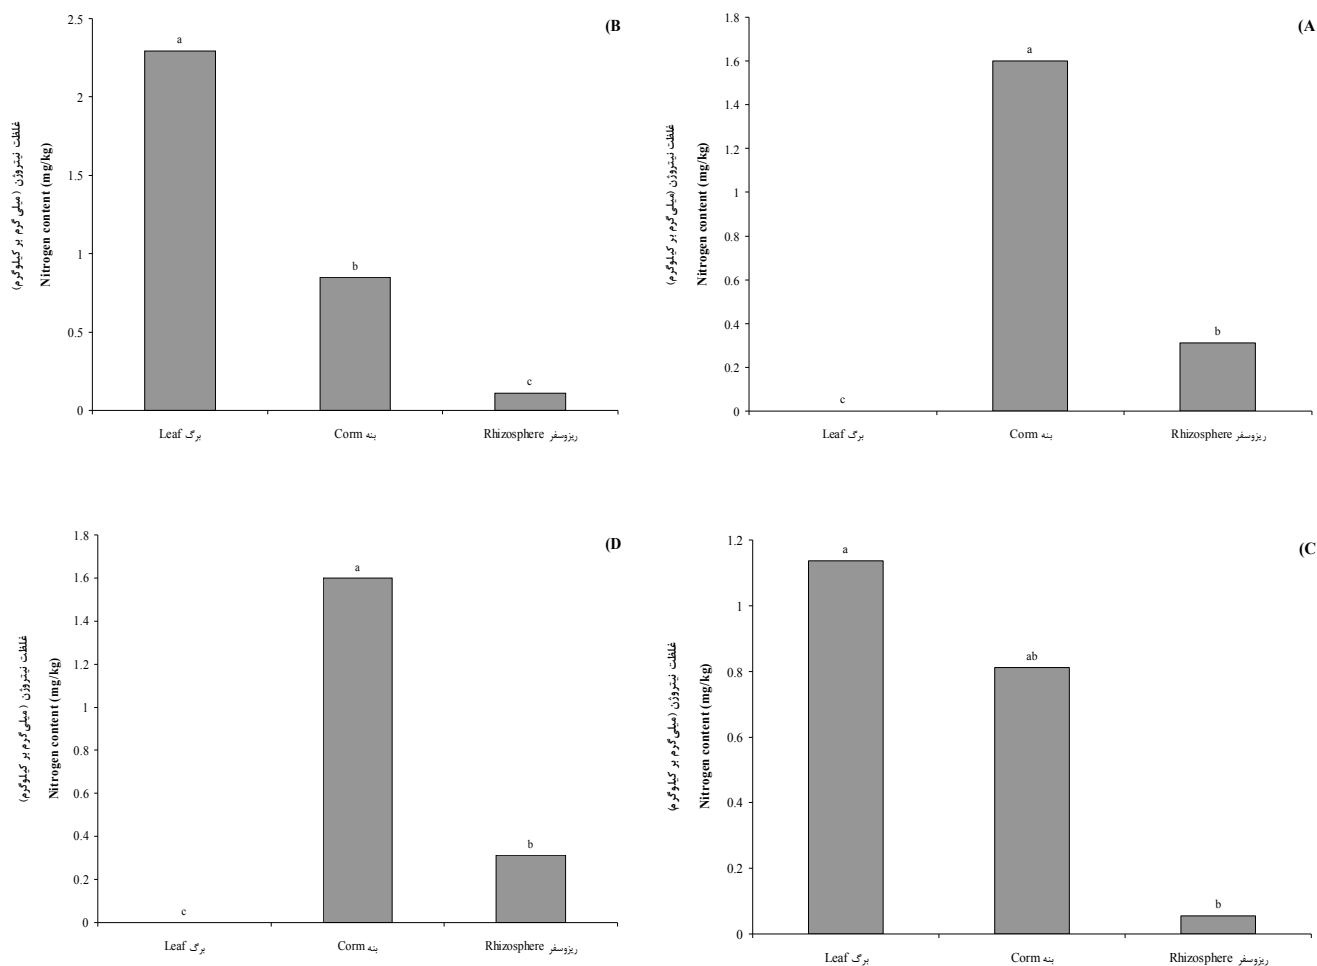 (B
2.5
2
1.5
1
0.5
0
غلظت نیتروژن (میلی گرم بر کیلوگرم)
Nitrogen content (mg/kg)
a
b
c
برگ Leaf
بنه Corm
ریزوسفر Rhizosphere
(A
1.8
1.6
1.4
1.2
1
0.8
0.6
0.4
0.2
0
غلظت نیتروژن (میلی گرم بر کیلوگرم)
Nitrogen content (mg/kg)
c
a
b
برگ Leaf
بنه Corm
ریزوسفر Rhizosphere
(D
1.8
1.6
1.4
1.2
1
0.8
0.6
0.4
0.2
0
غلظت نیتروژن (میلی گرم بر کیلوگرم)
Nitrogen content (mg/kg)
c
a
b
برگ Leaf
بنه Corm
ریزوسفر Rhizosphere
(C
1.2
1
0.8
0.6
0.4
0.2
0
غلظت نیتروژن (میلی گرم بر کیلوگرم)
Nitrogen content (mg/kg)
a
ab
b
برگ Leaf
بنه Corm
ریزوسفر Rhizosphere